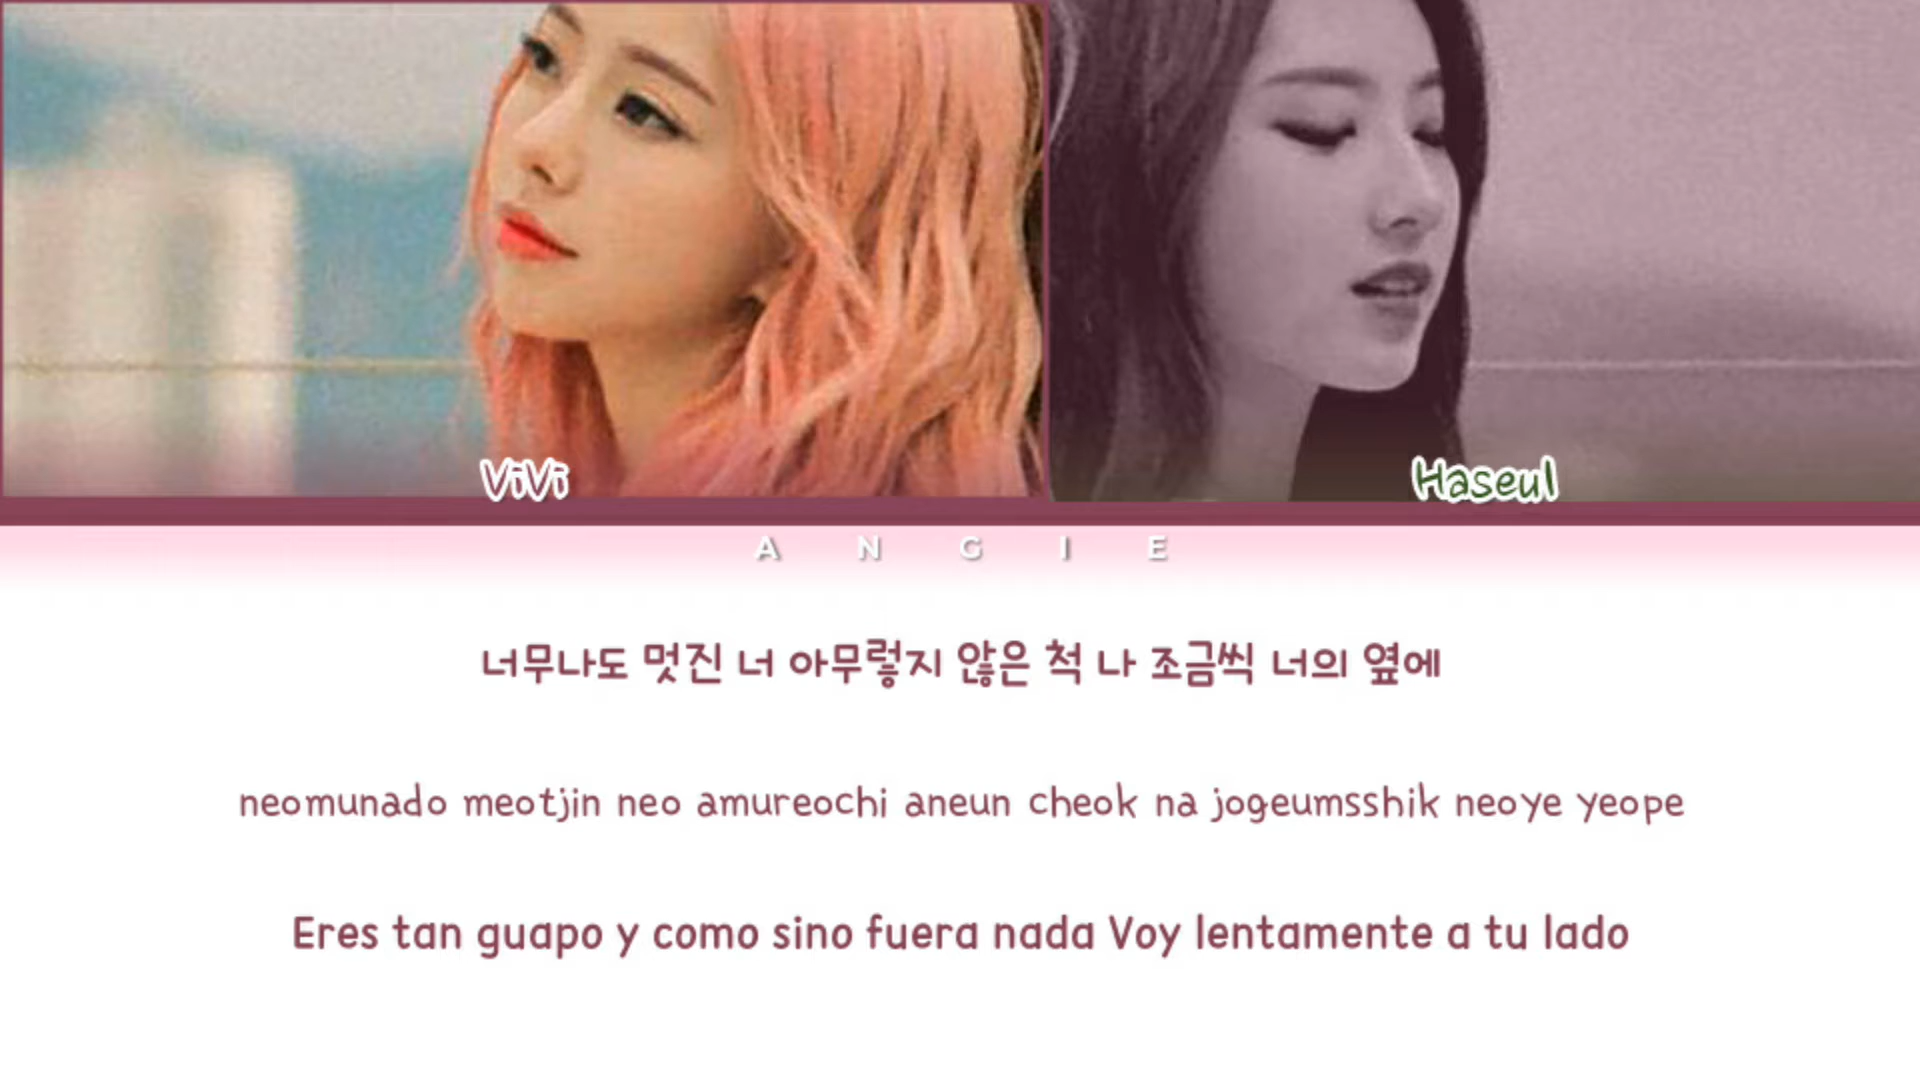 ViVi
Haseul
A N G I E
너무나도 멋진 너 아무렇지 않은 척 나 조금씩 너의 옆에
neomunado meotjin neo amureochi aneun cheok na jogeumsshik neoye yeope
Eres tan guapo y como sino fuera nada Voy lentamente a tu lado